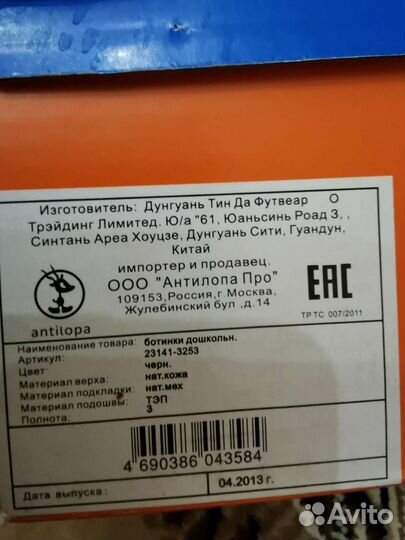 Изготовитель: Дунгуань Тин Да Футвеар О
Трэйдинг Лимитед. Ю/а "61, Юаньсинь Роад 3. ,
Синтань Ареа Хоуцзе, Дунгуань Сити, Гуандун,
Китай
импортер и продавец.
ООО "Антилопа Про"
109153,Россия,г.Москва,
Жулебинский бул ,д.14
antilopa
EAC
ТР ТС 007/2011
Наименование товара: ботинки дошкольн.
Артикул: 23141-3253
Цвет: черн.
Материал верха: нат.кожа
Материал подкладки: нат.мех
Материал подошвы: ТЭП
Полнота: 3
4 690386 043584
Дата выпуска : 04.2013 г.
Avito